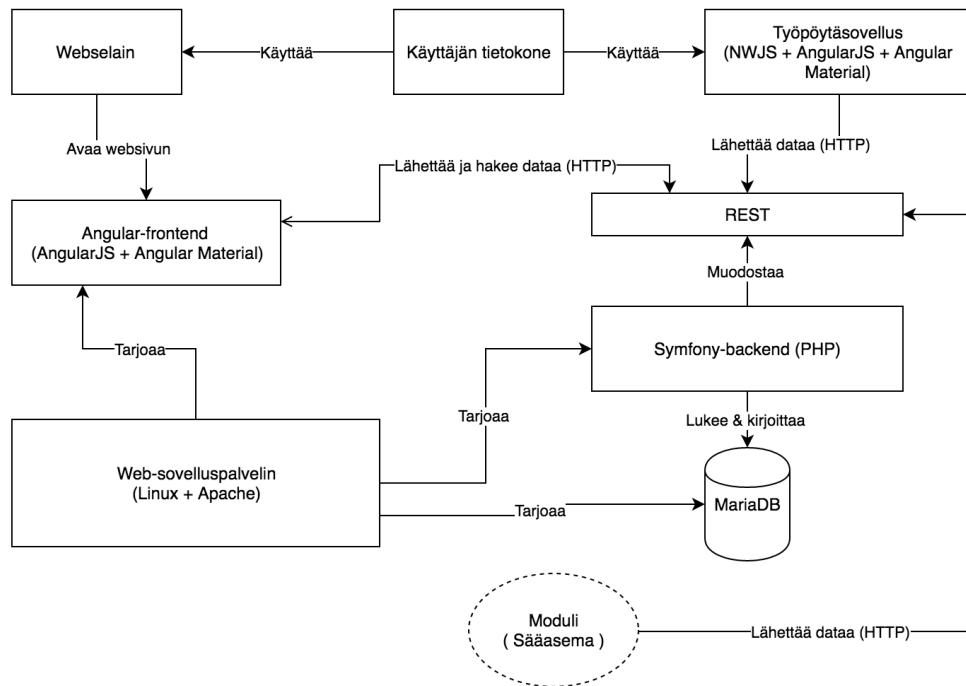 Webselain
Käyttää
Käyttäjän tietokone
Käyttää
Työpöytäsovellus
(NWJS + AngularJS + Angular
Material)
Avaa websivun
Lähettää ja hakee dataa (HTTP)
Lähettää dataa (HTTP)
Angular-frontend
(AngularJS + Angular Material)
REST
Muodostaa
Tarjoaa
Symfony-backend (PHP)
Tarjoaa
Lukee & kirjoittaa
Web-sovelluspalvelin
(Linux + Apache)
Tarjoaa
MariaDB
Moduli
( Sääasema )
Lähettää dataa (HTTP)